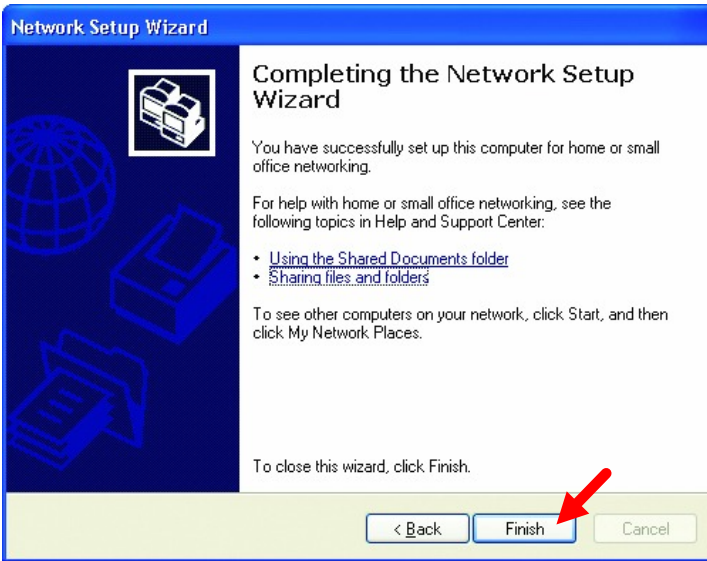 Network Setup Wizard
Completing the Network Setup
Wizard
You have successfully set up this computer for home or small
office networking.
For help with home or small office networking, see the
following topics in Help and Support Center:
• Using the Shared Documents folder
• Sharing files and folders
To see other computers on your network, click Start, and then
click My Network Places.
To close this wizard, click Finish.
< Back Finish Cancel